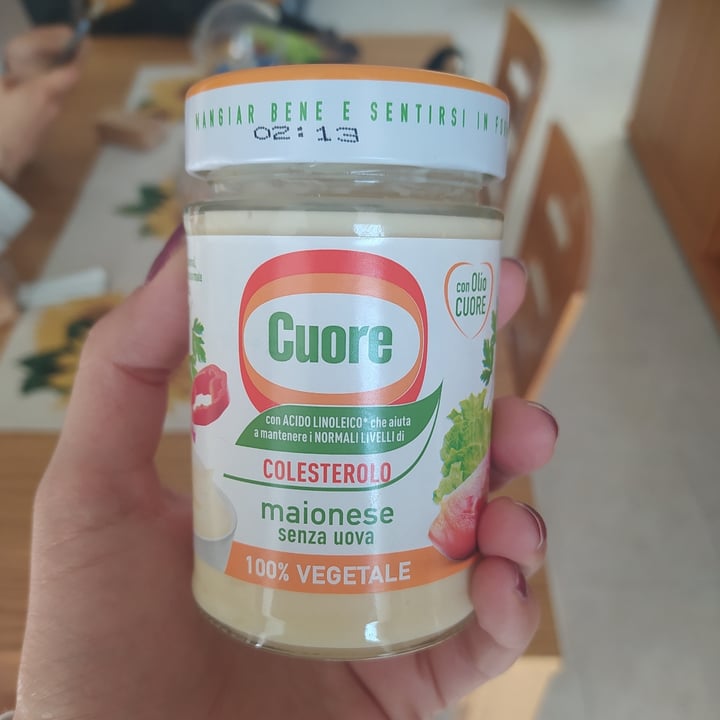 MANGIAR BENE E SENTIRSI IN
02:13
con Olio
CUORE
Cuore
con ACIDO LINOLEICO* che aiuta
a mantenere i NORMALI LIVELLI di
COLESTEROLO
maionese
senza uova
100% VEGETALE